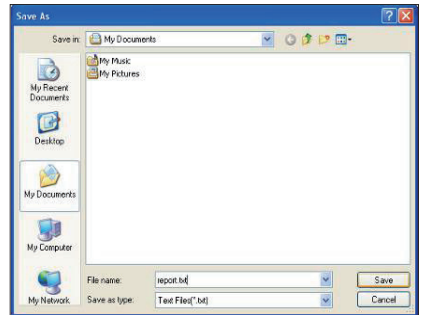 Save As
Save in: My Documents
My Music
My Pictures
My Recent
Documents
Desktop
My Documents
My Computer
My Network
File name: report.txt Save
Save as type: Text Files(*.txt) Cancel